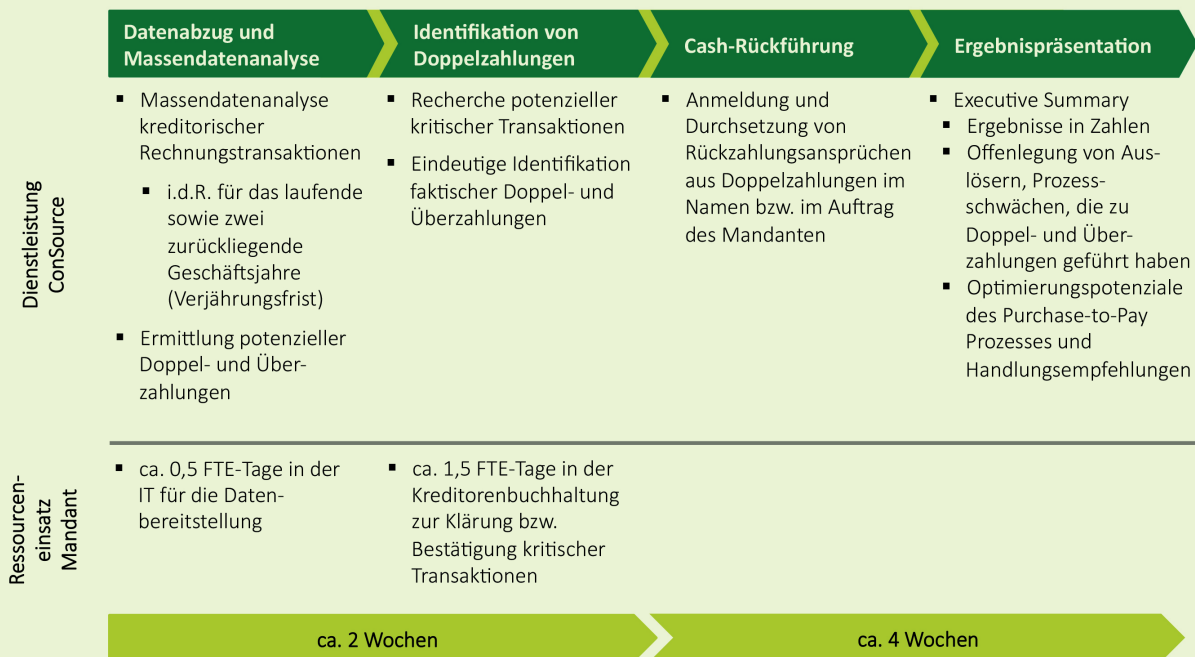 Datenabzug und
Massendatenanalyse
Identifikation von
Doppelzahlungen
Cash-Rückführung
Ergebnispräsentation
Dienstleistung
ConSource
▪ Massendatenanalyse
kreditorischer
Rechnungstransaktionen
▪ i.d.R. für das laufende
sowie zwei
zurückliegende
Geschäftsjahre
(Verjährungsfrist)
▪ Ermittlung potenzieller
Doppel- und Über-
zahlungen
▪ Recherche potenzieller
kritischer Transaktionen
▪ Eindeutige Identifikation
faktischer Doppel- und
Überzahlungen
▪ Anmeldung und
Durchsetzung von
Rückzahlungsansprüchen
aus Doppelzahlungen im
Namen bzw. im Auftrag
des Mandanten
▪ Executive Summary
▪ Ergebnisse in Zahlen
▪ Offenlegung von Aus-
lösern, Prozess-
schwächen, die zu
Doppel- und Über-
zahlungen geführt haben
▪ Optimierungspotenziale
des Purchase-to-Pay
Prozesses und
Handlungsempfehlungen
Ressourcen-
einsatz
Mandant
▪ ca. 0,5 FTE-Tage in der
IT für die Daten-
bereitstellung
▪ ca. 1,5 FTE-Tage in der
Kreditorenbuchhaltung
zur Klärung bzw.
Bestätigung kritischer
Transaktionen
ca. 2 Wochen
ca. 4 Wochen